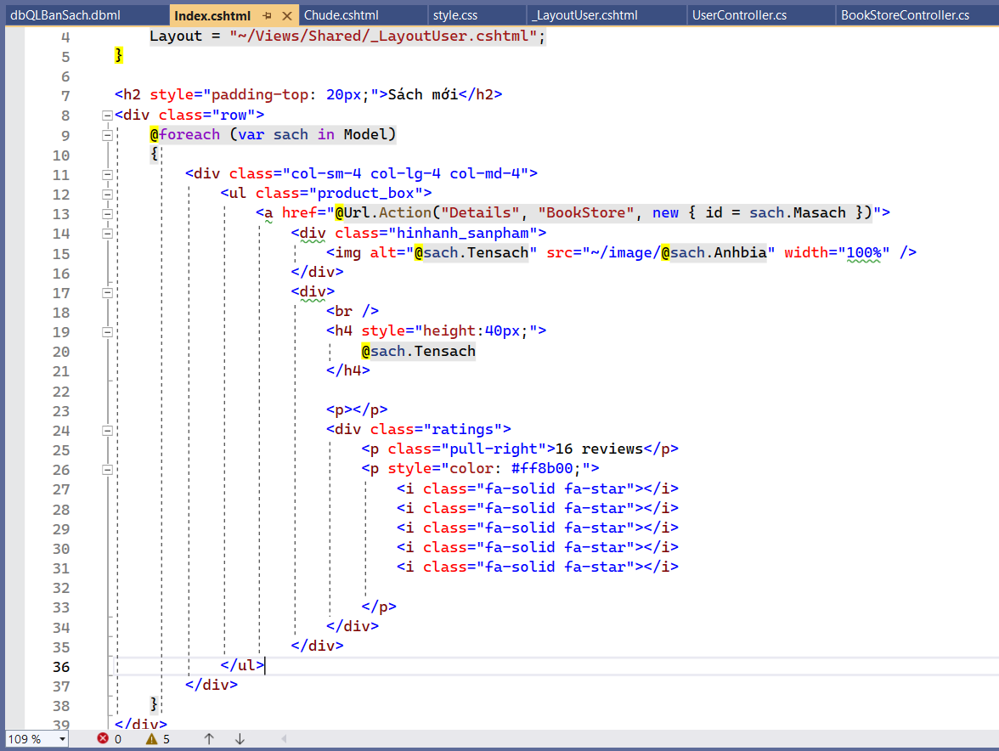 dbQLBanSach.dbml Index.cshtml Chude.cshtml style.css _LayoutUser.cshtml UserController.cs BookStoreController.cs
4 Layout = "~/Views/Shared/_LayoutUser.cshtml";
5 }
6
7 <h2 style="padding-top: 20px;">Sách mới</h2>
8 <div class="row">
9 @foreach (var sach in Model)
10 {
11 <div class="col-sm-4 col-lg-4 col-md-4">
12 <ul class="product_box">
13 <a href="@Url.Action("Details", "BookStore", new { id = sach.Masach })">
14 <div class="hinhanh_sanpham">
15 <img alt="@sach.Tensach" src="~/image/@sach.Anhbia" width="100%" />
16 </div>
17 <div>
18 <br />
19 <h4 style="height:40px;">
20 @sach.Tensach
21 </h4>
22
23 <p></p>
24 <div class="ratings">
25 <p class="pull-right">16 reviews</p>
26 <p style="color: #ff8b00;">
27 <i class="fa-solid fa-star"></i>
28 <i class="fa-solid fa-star"></i>
29 <i class="fa-solid fa-star"></i>
30 <i class="fa-solid fa-star"></i>
31 <i class="fa-solid fa-star"></i>
32
33 </p>
34 </div>
35 </div>
36 </ul>
37 </div>
38 }
39 </div>
109 % 0 5